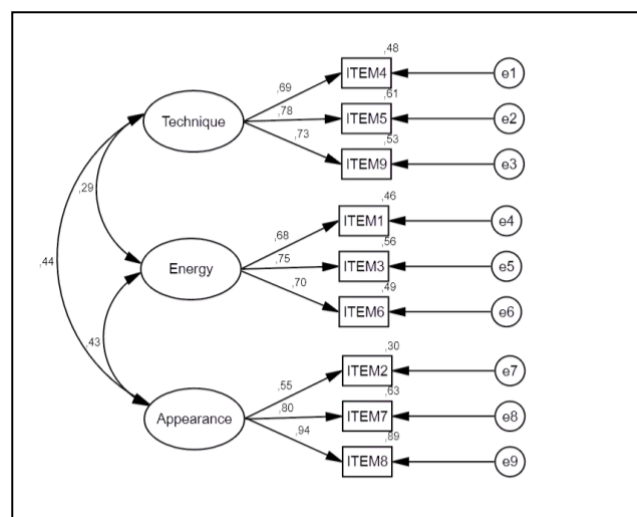 ,48
ITEM4
e1
,69
,61
,78
ITEM5
e2
Technique
,73
,53
ITEM9
e3
,29
,46
ITEM1
e4
,68
,56
,44
Energy
,75
ITEM3
e5
,70
,49
ITEM6
e6
,43
,30
ITEM2
e7
,55
,63
Appearance
,80
ITEM7
e8
,94
,89
ITEM8
e9